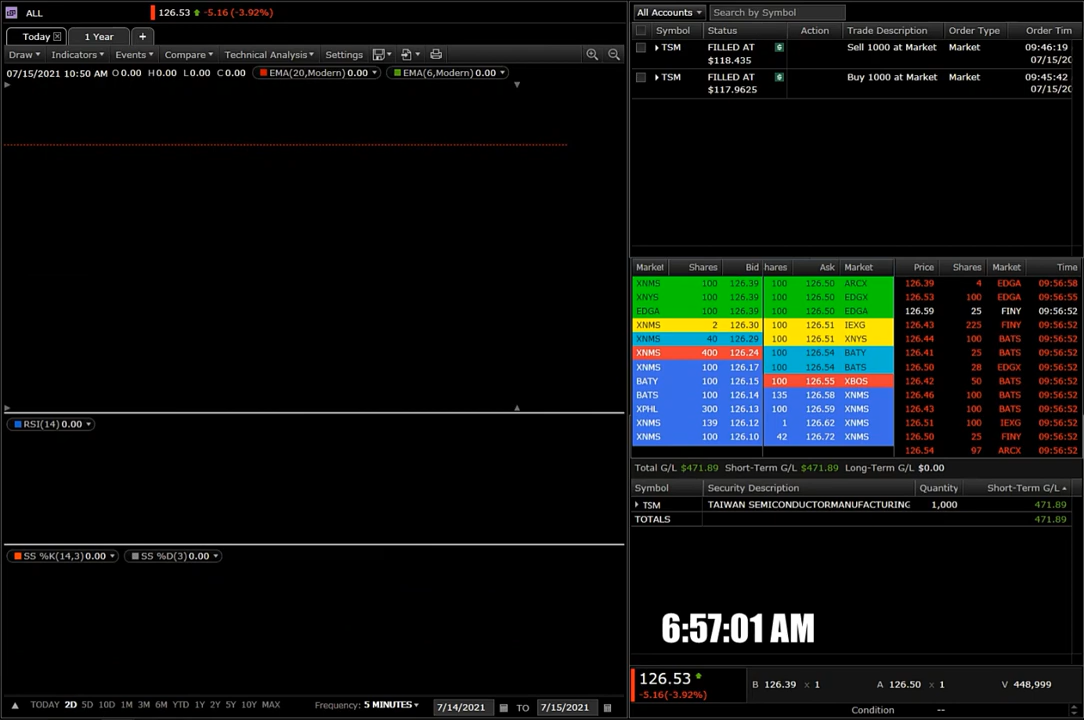 ALL 126.53 -5.16 (-3.92%)
Today 1 Year +
Draw Indicators Events Compare Technical Analysis Settings
07/15/2021 10:50 AM O 0.00 H 0.00 L 0.00 C 0.00 EMA(20,Modern) 0.00 EMA(6,Modern) 0.00
RSI(14) 0.00
SS %K(14,3) 0.00 SS %D(3) 0.00
TODAY 2D 5D 10D 1M 3M 6M YTD 1Y 2Y 5Y 10Y MAX Frequency: 5 MINUTES 7/14/2021 TO 7/15/2021
All Accounts Search by Symbol
Symbol Status Action Trade Description Order Type Order Tim
TSM FILLED AT Sell 1000 at Market Market 09:46:19
$118.435 07/15/20
TSM FILLED AT Buy 1000 at Market Market 09:45:42
$117.9625 07/15/20
Market Shares Bid hares Ask Market Price Shares Market Time
XNMS 100 126.39 100 126.50 ARCX 126.39 4 EDGA 09:56:58
XNYS 100 126.39 100 126.50 EDGX 126.53 100 EDGA 09:56:55
EDGA 100 126.39 100 126.50 EDGA 126.59 25 FINY 09:56:52
XNMS 2 126.30 100 126.51 IEXG 126.43 225 FINY 09:56:52
XNMS 40 126.29 100 126.51 XNYS 126.44 100 BATS 09:56:52
XNMS 400 126.24 100 126.54 BATY 126.41 25 BATS 09:56:52
XNMS 100 126.17 100 126.54 BATS 126.50 28 EDGX 09:56:52
BATY 100 126.15 100 126.55 XBOS 126.42 50 BATS 09:56:52
BATS 100 126.14 135 126.58 XNMS 126.46 100 BATS 09:56:52
XPHL 300 126.13 100 126.59 XNMS 126.43 100 BATS 09:56:52
XNMS 139 126.12 1 126.62 XNMS 126.51 100 IEXG 09:56:52
XNMS 100 126.10 42 126.72 XNMS 126.50 25 FINY 09:56:52
126.54 97 ARCX 09:56:52
Total G/L $471.89 Short-Term G/L $471.89 Long-Term G/L $0.00
Symbol Security Description Quantity Short-Term G/L
TSM TAIWAN SEMICONDUCTORMANUFACTURING 1,000 471.89
TOTALS 471.89
6:57:01 AM
126.53 B 126.39 x 1 A 126.50 x 1 V 448,999
-5.16(-3.92%)
Condition --